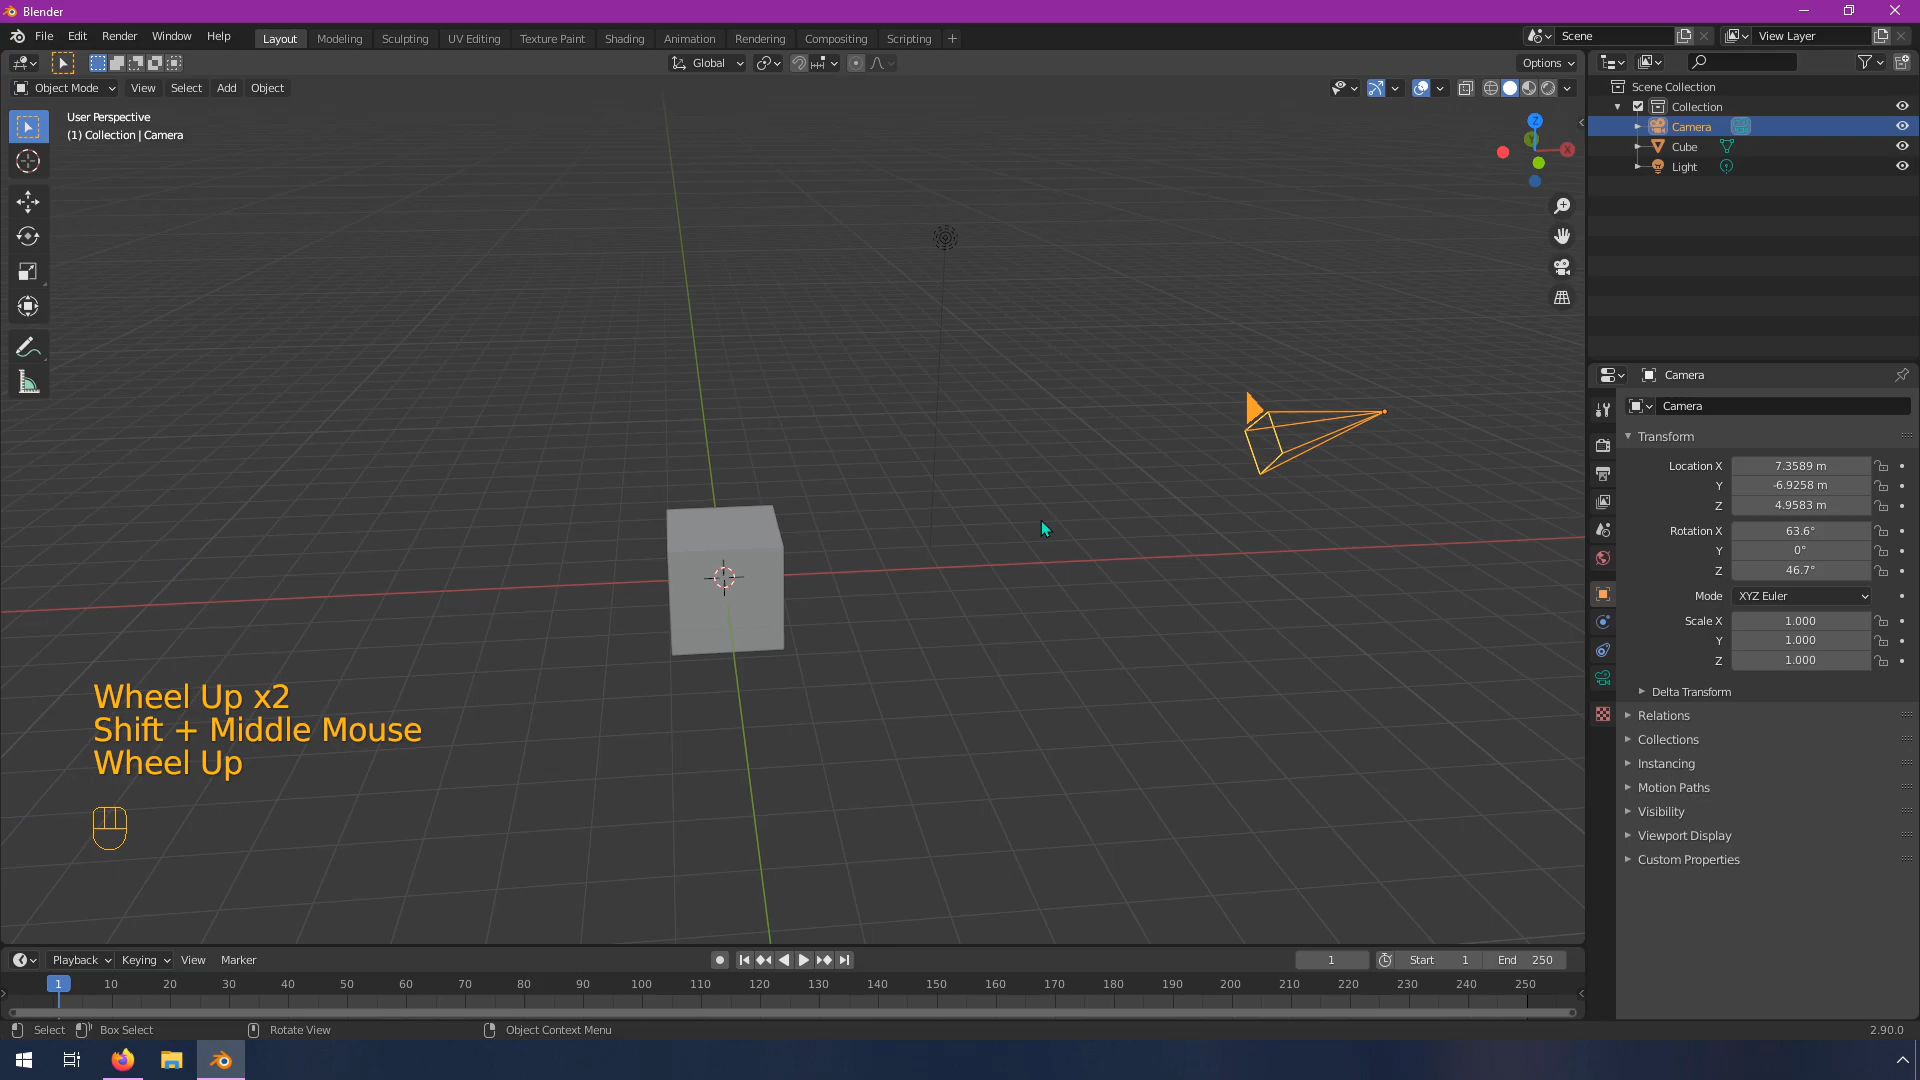 Blender
File Edit Render Window Help
Layout Modeling Sculpting UV Editing Texture Paint Shading Animation Rendering Compositing Scripting +
Scene
View Layer
Global
Options
Object Mode View Select Add Object
User Perspective
(1) Collection | Camera
Z
Y
X
Scene Collection
Collection
Camera
Cube
Light
Camera
Camera
Transform
Location X 7.3589 m
Y -6.9258 m
Z 4.9583 m
Rotation X 63.6°
Y 0°
Z 46.7°
Mode XYZ Euler
Scale X 1.000
Y 1.000
Z 1.000
Delta Transform
Relations
Collections
Instancing
Motion Paths
Visibility
Viewport Display
Custom Properties
Wheel Up x2
Shift + Middle Mouse
Wheel Up
Playback Keying View Marker
1 Start 1 End 250
1 10 20 30 40 50 60 70 80 90 100 110 120 130 140 150 160 170 180 190 200 210 220 230 240 250
Select Box Select Rotate View Object Context Menu 2.90.0